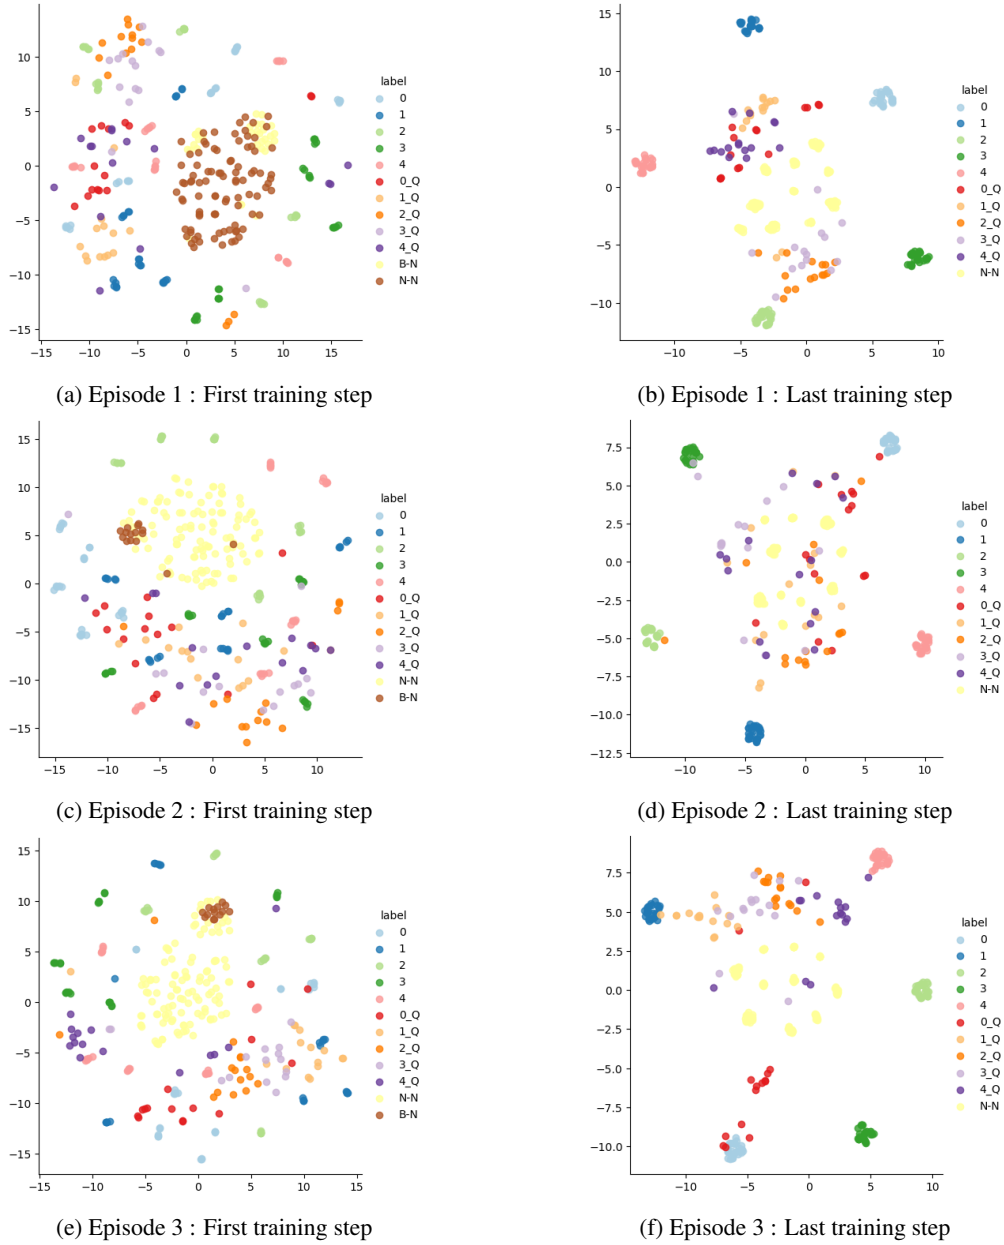 label
0
1
2
3
4
0_Q
1_Q
2_Q
3_Q
4_Q
B-N
N-N
10
5
0
−5
−10
−15
−15 −10 −5 0 5 10 15
label
0
1
2
3
4
0_Q
1_Q
2_Q
3_Q
4_Q
N-N
15
10
5
0
−5
−10
−10 −5 0 5 10
(a) Episode 1 : First training step
(b) Episode 1 : Last training step
label
0
1
2
3
4
0_Q
1_Q
2_Q
3_Q
4_Q
N-N
B-N
15
10
5
0
−5
−10
−15
−15 −10 −5 0 5 10
label
0
1
2
3
4
0_Q
1_Q
2_Q
3_Q
4_Q
N-N
7.5
5.0
2.5
0.0
−2.5
−5.0
−7.5
−10.0
−12.5
−10 −5 0 5 10
(c) Episode 2 : First training step
(d) Episode 2 : Last training step
label
0
1
2
3
4
0_Q
1_Q
2_Q
3_Q
4_Q
N-N
B-N
15
10
5
0
−5
−10
−15
−15 −10 −5 0 5 10 15
label
0
1
2
3
4
0_Q
1_Q
2_Q
3_Q
4_Q
N-N
7.5
5.0
2.5
0.0
−2.5
−5.0
−7.5
−10.0
−10 −5 0 5 10
(e) Episode 3 : First training step
(f) Episode 3 : Last training step